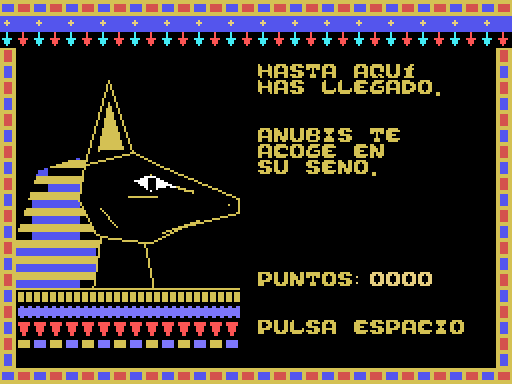 HASTA AQUí
HAS LLEGADO.
ANUBIS TE
ACOGE EN
SU SENO.
PUNTOS: 0000
PULSA ESPACIO